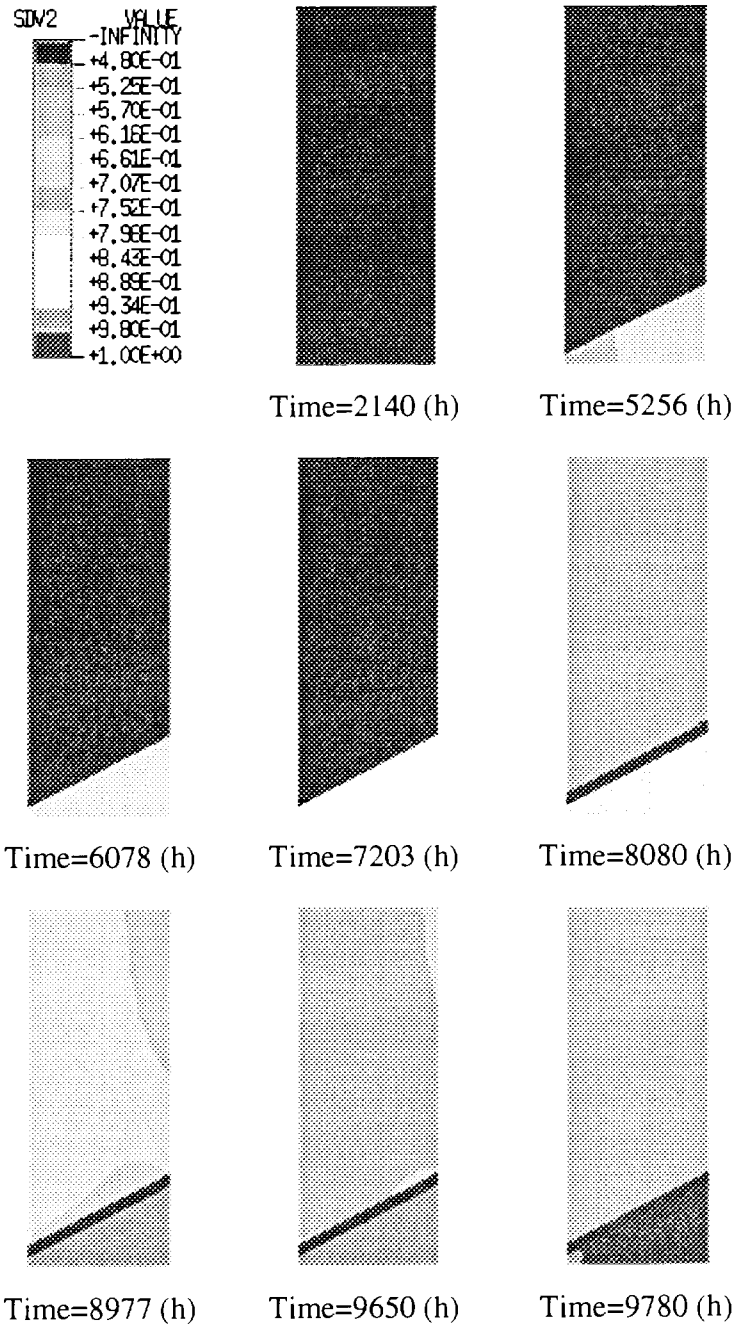 SDV2 VALUE
-INFINITY
+4.80E-01
+5.25E-01
+5.70E-01
+6.16E-01
+6.61E-01
+7.07E-01
+7.52E-01
+7.98E-01
+8.43E-01
+8.89E-01
+9.34E-01
+9.80E-01
+1.00E+00
Time=2140 (h) Time=5256 (h)
Time=6078 (h) Time=7203 (h) Time=8080 (h)
Time=8977 (h) Time=9650 (h) Time=9780 (h)